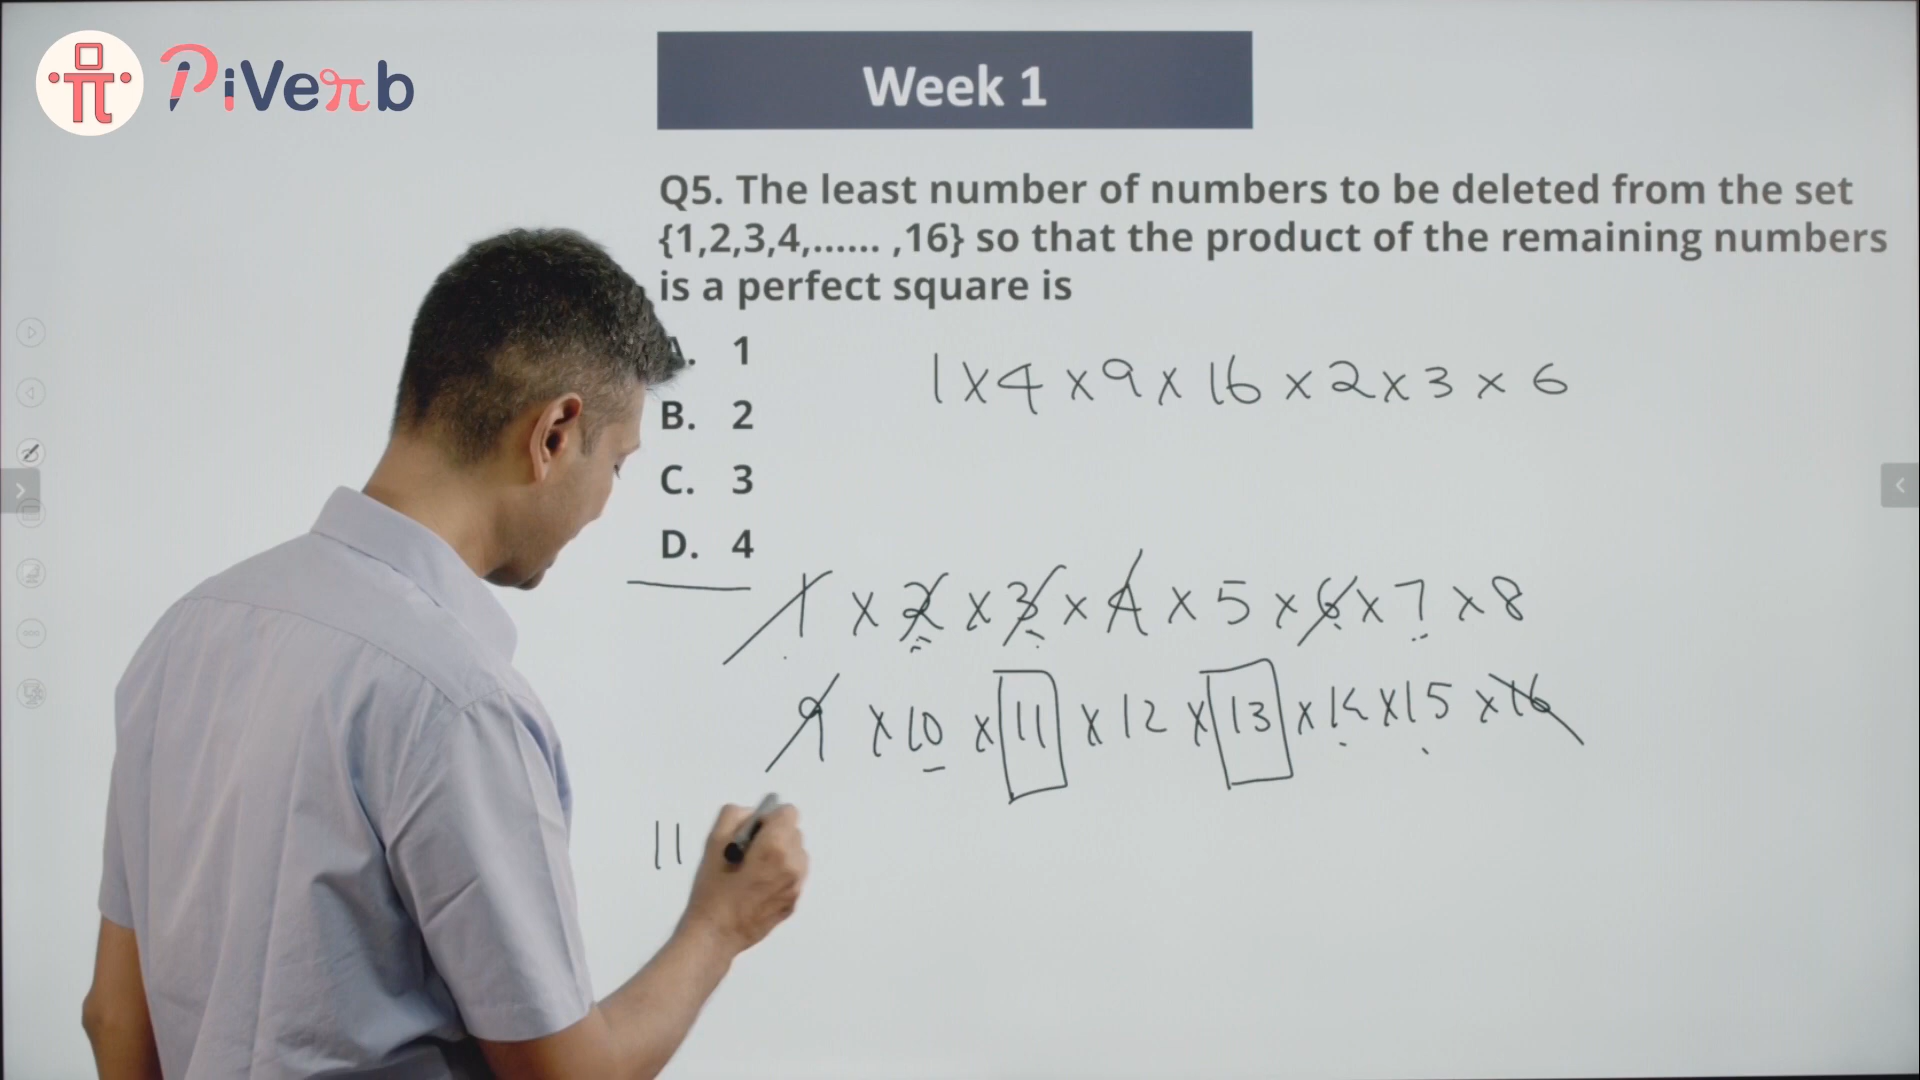 PiVeπb
Week 1
Q5. The least number of numbers to be deleted from the set
{1,2,3,4,...... ,16} so that the product of the remaining numbers
is a perfect square is
A. 1
B. 2
C. 3
D. 4
1 x 4 x 9 x 16 x 2 x 3 x 6
1 x 2 x 3 x 4 x 5 x 6 x 7 x 8
9 x 10 x 11 x 12 x 13 x 14 x 15 x 16
11